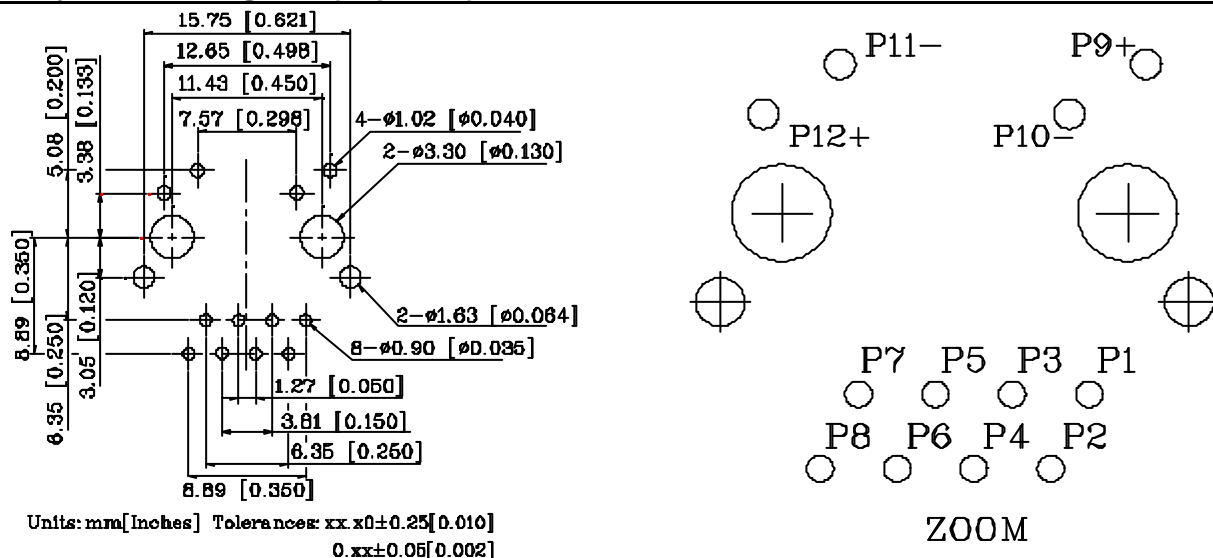 15.75 [0.621]
12.65 [0.498]
11.43 [0.450]
7.57 [0.298]
4-ø1.02 [ø0.040]
2-ø3.30 [ø0.130]
5.08 [0.200]
3.38 [0.133]
8.89 [0.350]
6.35 [0.250]
3.05 [0.120]
2-ø1.63 [ø0.064]
8-ø0.90 [ø0.035]
1.27 [0.050]
3.81 [0.150]
6.35 [0.250]
8.89 [0.350]
Units: mm[Inches] Tolerances: xx.x0±0.25[0.010]
0.xx±0.05[0.002]
P11- P9+
P12+ P10-
P7 P5 P3 P1
P8 P6 P4 P2
ZOOM